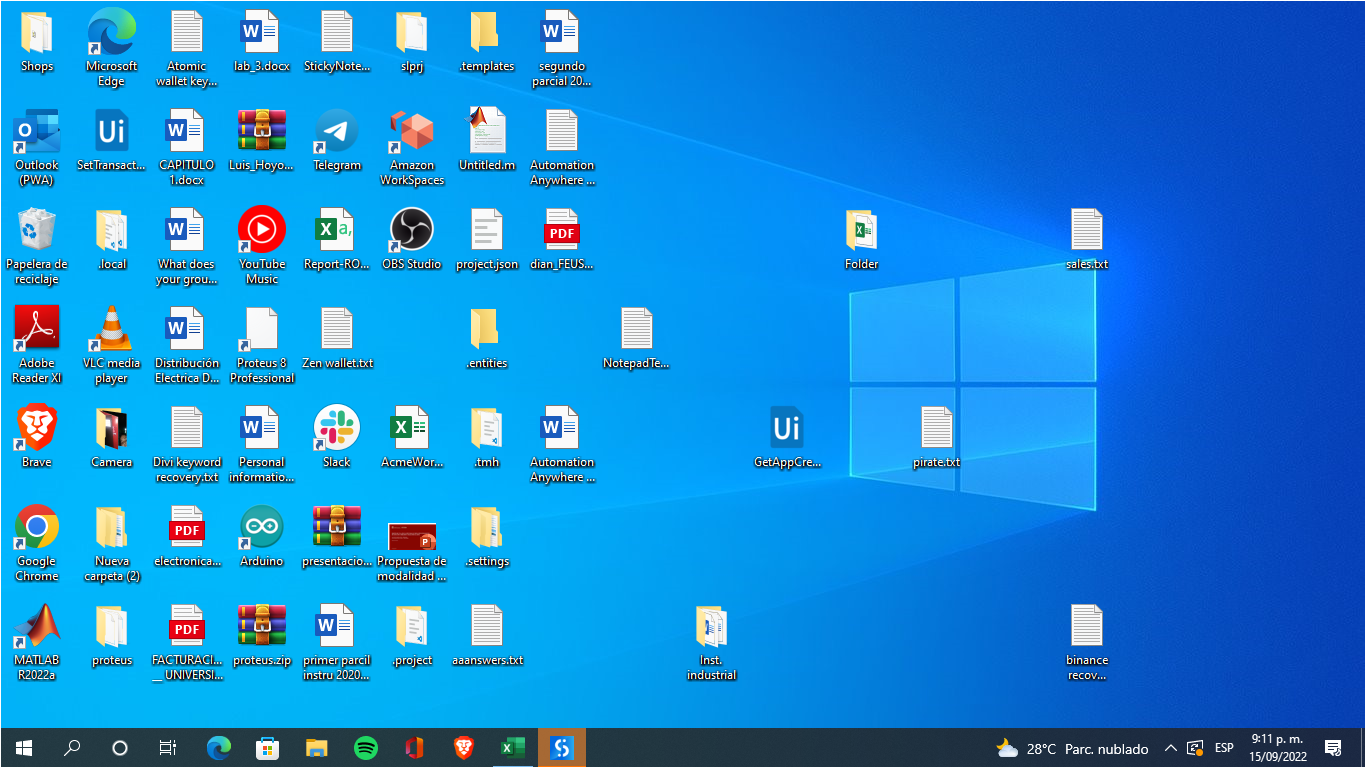 Shops
Microsoft
Edge
Atomic
wallet key...
lab_3.docx
StickyNote...
slprj
.templates
segundo
parcial 20...
Outlook
(PWA)
Ui
SetTransact...
CAPITULO
1.docx
Luis_Hoyo...
Telegram
Amazon
WorkSpaces
Untitled.m
Automation
Anywhere ...
Papelera de
reciclaje
.local
What does
your grou...
YouTube
Music
Report-RO...
OBS Studio
project.json
PDF
dian_FEUS...
Folder
sales.txt
Adobe
Reader XI
VLC media
player
Distribución
Electrica D...
Proteus 8
Professional
Zen wallet.txt
.entities
NotepadTe...
Brave
Camera
Divi keyword
recovery.txt
Personal
informatio...
Slack
AcmeWor...
.tmh
Automation
Anywhere ...
Ui
GetAppCre...
pirate.txt
Google
Chrome
Nueva
carpeta (2)
PDF
electronica...
Arduino
presentacio...
Propuesta de
modalidad ...
.settings
MATLAB
R2022a
proteus
PDF
FACTURACI...
__ UNIVERSI...
proteus.zip
primer parcil
instru 2020...
.project
aaanswers.txt
Inst.
industrial
binance
recov...
28°C Parc. nublado
ESP
9:11 p. m.
15/09/2022